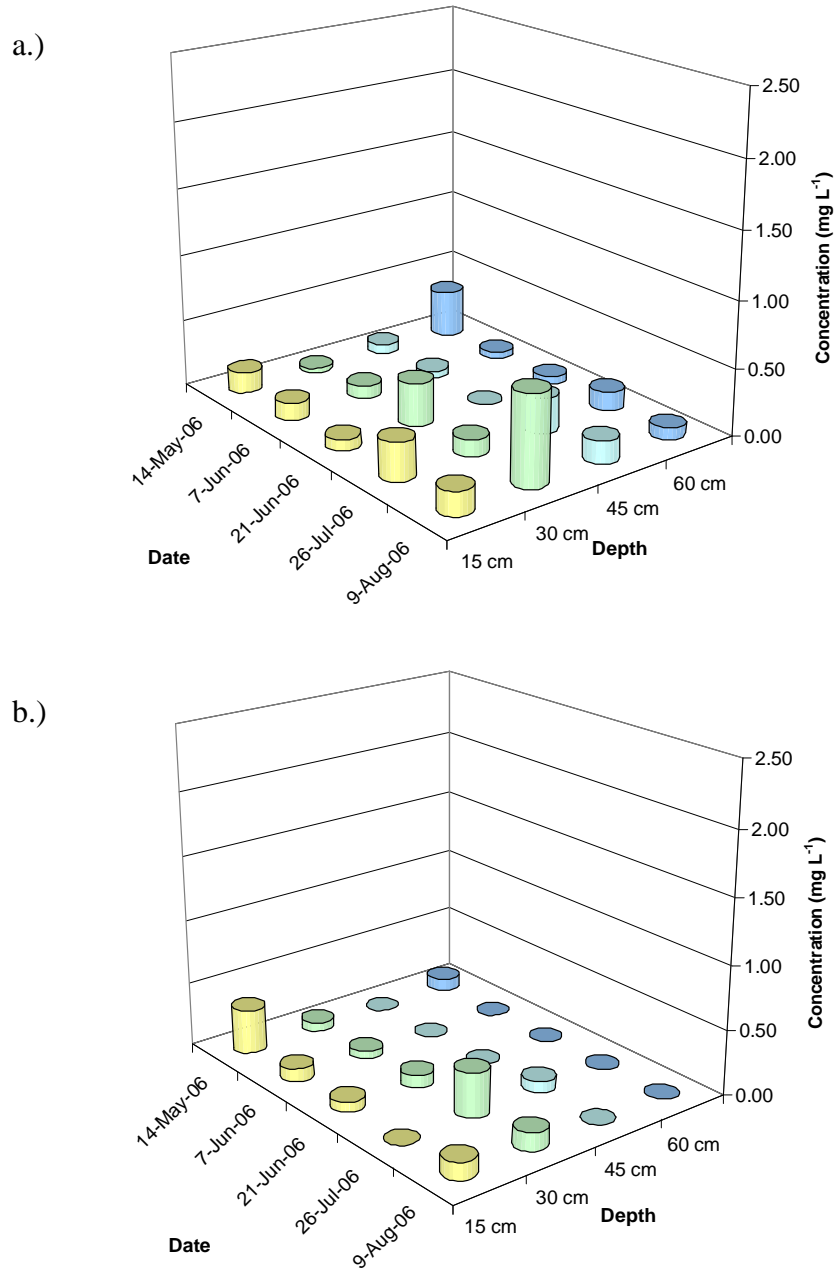 a.)
2.50
2.00
1.50
1.00
0.50
0.00
Concentration (mg L⁻¹)
14-May-06
7-Jun-06
21-Jun-06
26-Jul-06
9-Aug-06
Date
15 cm
30 cm
45 cm
60 cm
Depth
b.)
2.50
2.00
1.50
1.00
0.50
0.00
Concentration (mg L⁻¹)
14-May-06
7-Jun-06
21-Jun-06
26-Jul-06
9-Aug-06
Date
15 cm
30 cm
45 cm
60 cm
Depth